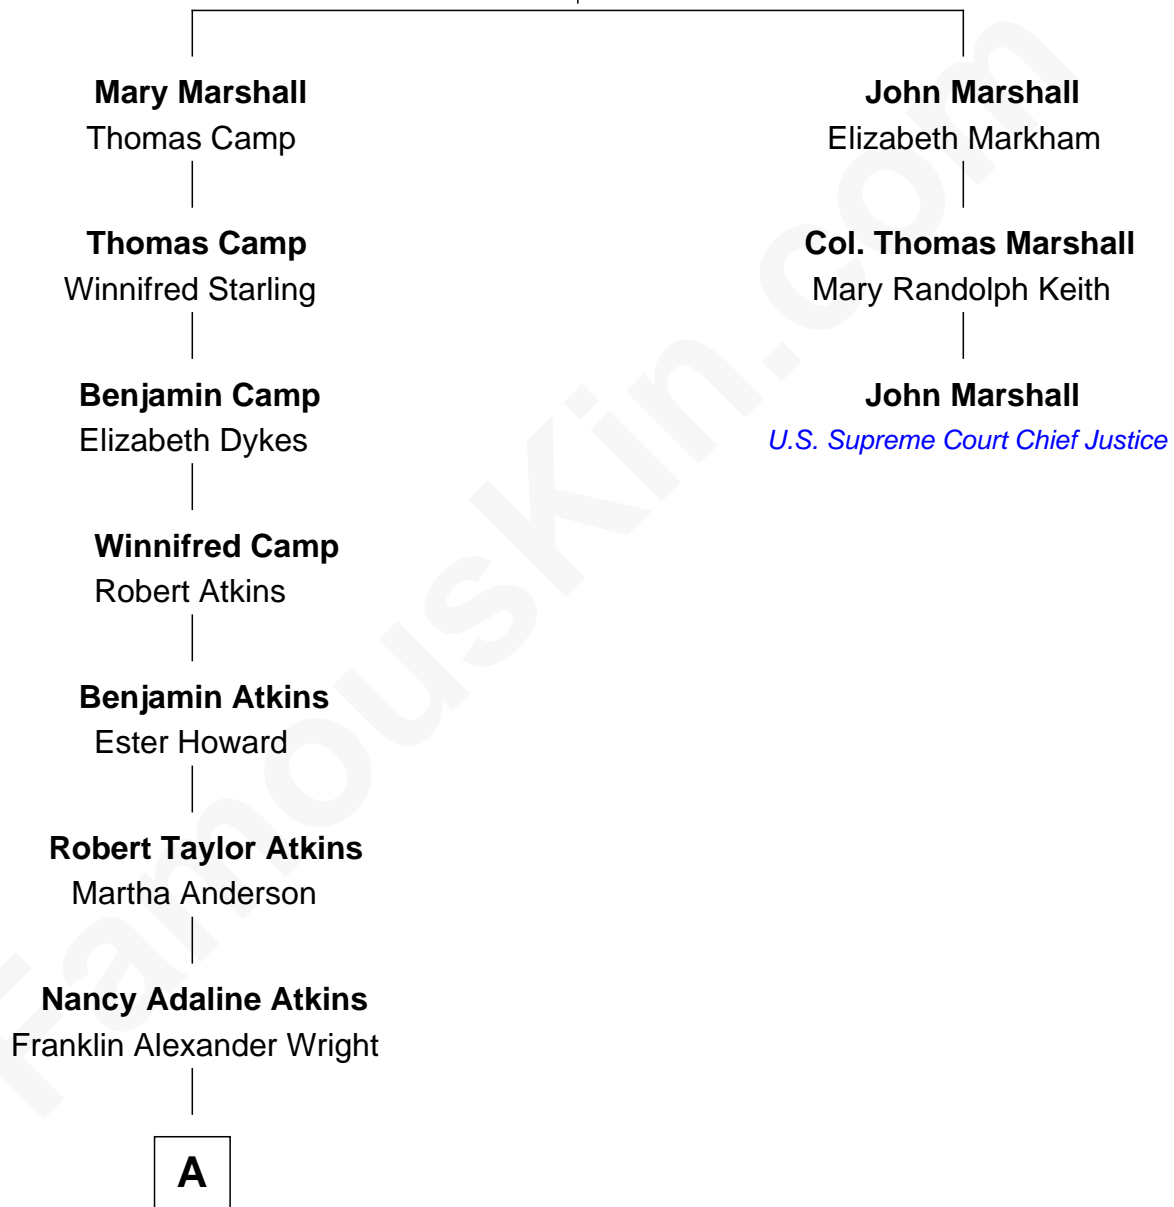 Mary Marshall
Thomas Camp
John Marshall
Elizabeth Markham
Thomas Camp
Winnifred Starling
Col. Thomas Marshall
Mary Randolph Keith
Benjamin Camp
Elizabeth Dykes
John Marshall
U.S. Supreme Court Chief Justice
Winnifred Camp
Robert Atkins
Benjamin Atkins
Ester Howard
Robert Taylor Atkins
Martha Anderson
Nancy Adaline Atkins
Franklin Alexander Wright
A
FamousKin.com